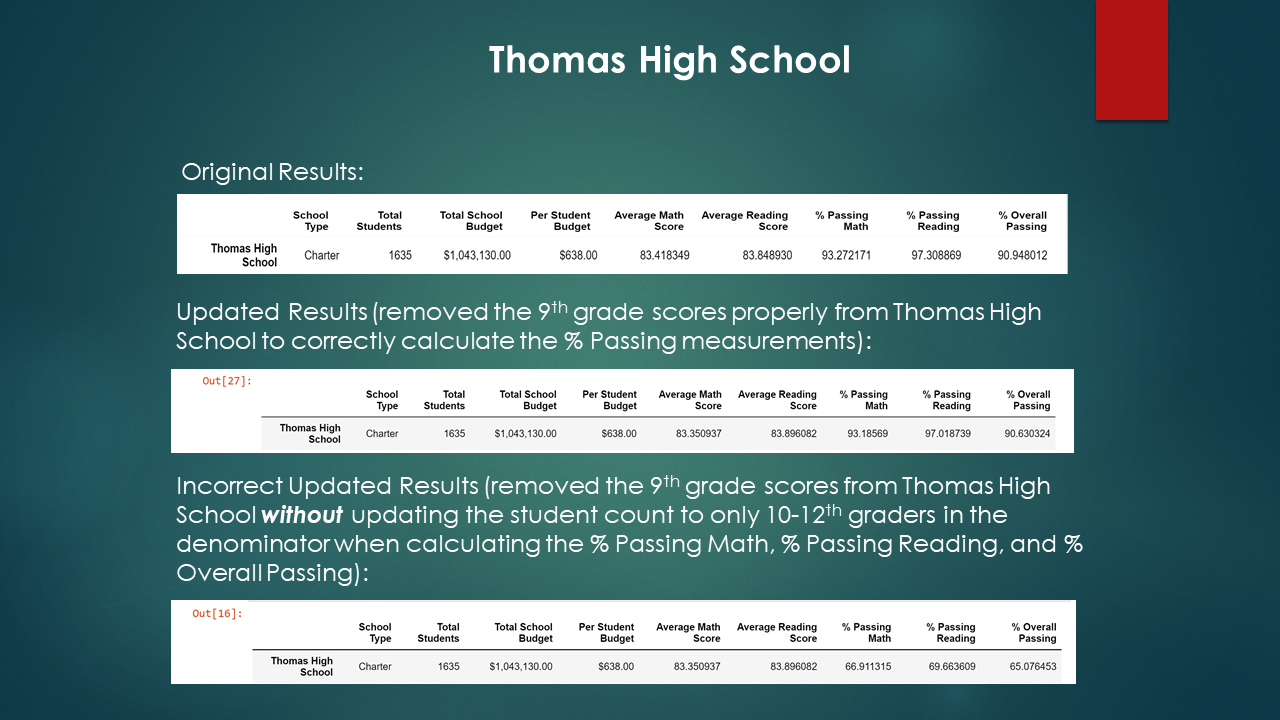 Thomas High School
Original Results:
School Type Total Students Total School Budget Per Student Budget Average Math Score Average Reading Score % Passing Math % Passing Reading % Overall Passing
Thomas High School Charter 1635 $1,043,130.00 $638.00 83.418349 83.848930 93.272171 97.308869 90.948012
Updated Results (removed the 9th grade scores properly from Thomas High
School to correctly calculate the % Passing measurements):
Out[27]:
School Type Total Students Total School Budget Per Student Budget Average Math Score Average Reading Score % Passing Math % Passing Reading % Overall Passing
Thomas High School Charter 1635 $1,043,130.00 $638.00 83.350937 83.896082 93.18569 97.018739 90.630324
Incorrect Updated Results (removed the 9th grade scores from Thomas High
School without updating the student count to only 10-12th graders in the
denominator when calculating the % Passing Math, % Passing Reading, and %
Overall Passing):
Out[16]:
School Type Total Students Total School Budget Per Student Budget Average Math Score Average Reading Score % Passing Math % Passing Reading % Overall Passing
Thomas High School Charter 1635 $1,043,130.00 $638.00 83.350937 83.896082 66.911315 69.663609 65.076453